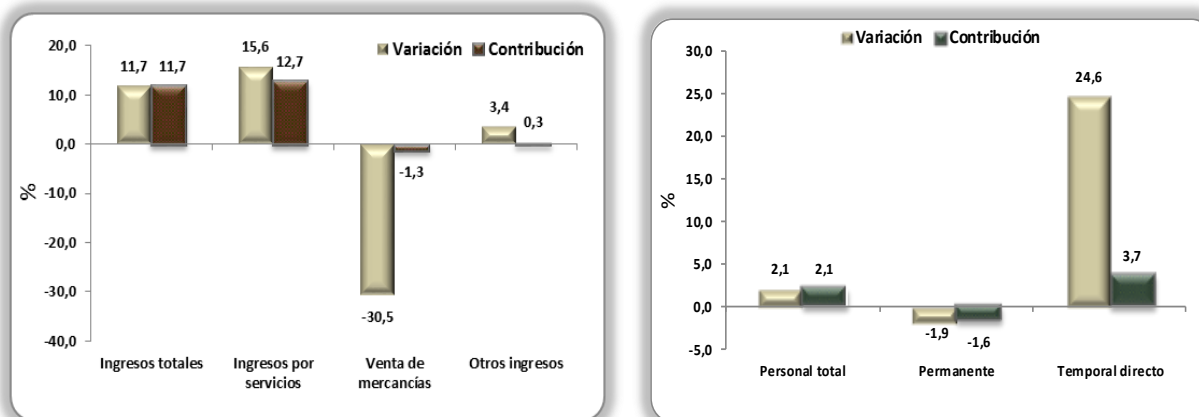 Variación Contribución
20,0
10,0
0,0
-10,0
-20,0
-30,0
-40,0
%
11,7 11,7
15,6 12,7
-30,5 -1,3
3,4 0,3
Ingresos totales
Ingresos por servicios
Venta de mercancías
Otros ingresos
Variación Contribución
30,0
25,0
20,0
15,0
10,0
5,0
0,0
-5,0
%
2,1 2,1
-1,9 -1,6
24,6 3,7
Personal total
Permanente
Temporal directo